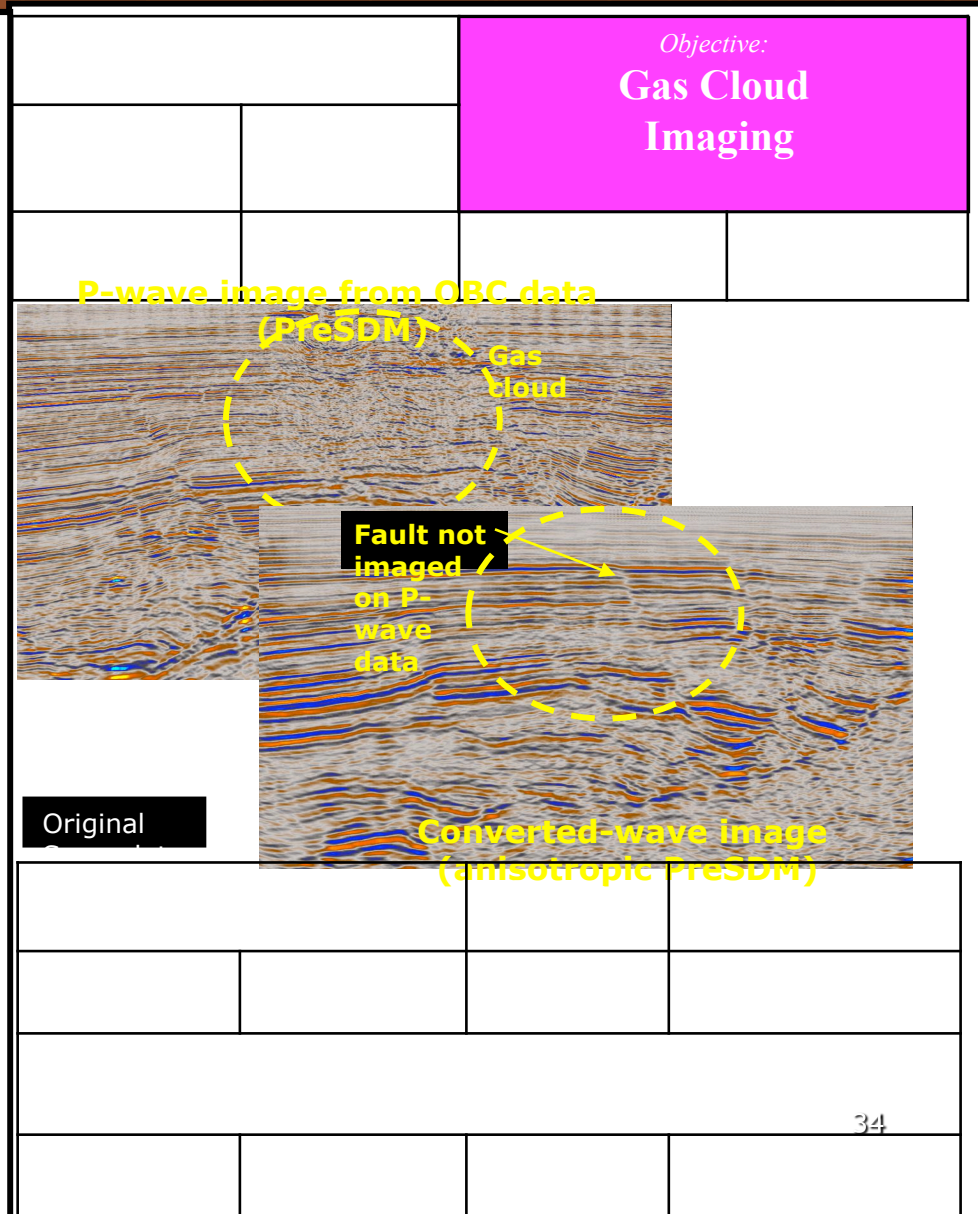 Objective:
Gas Cloud
Imaging
P-wave image from OBC data
(PreSDM)
Gas
cloud
Fault not
imaged
on P-
wave
data
Original
Converted-wave image
(anisotropic PreSDM)
34